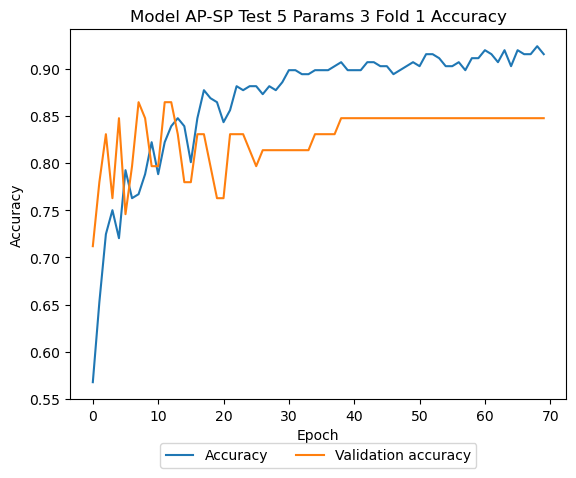 Model AP-SP Test 5 Params 3 Fold 1 Accuracy
Accuracy
0.90
0.85
0.80
0.75
0.70
0.65
0.60
0.55
0 10 20 30 40 50 60 70
Epoch
Accuracy Validation accuracy